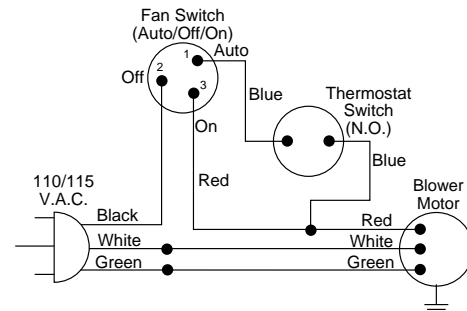 Fan Switch
(Auto/Off/On)
Auto
1
2
Off
3
On
Blue
Thermostat
Switch
(N.O.)
Blue
Red
110/115
V.A.C.
Black
White
Green
Blower
Motor
Red
White
Green